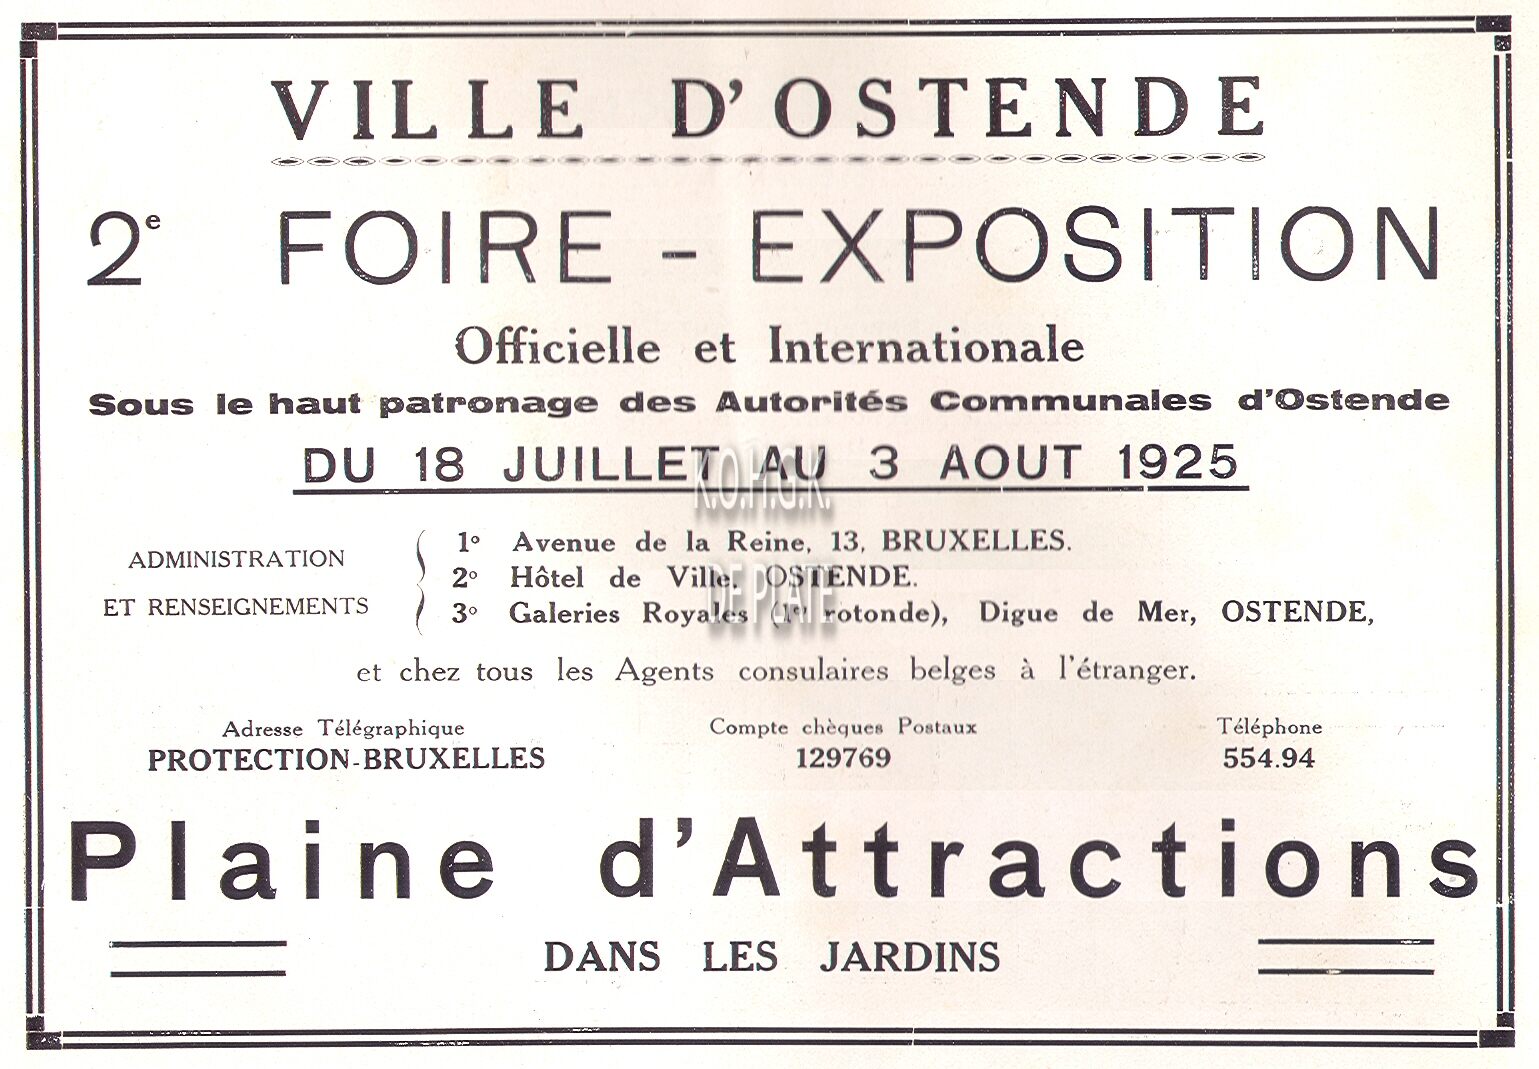 VILLE D'OSTENDE
2e FOIRE - EXPOSITION
Officielle et Internationale
Sous le haut patronage des Autorités Communales d'Ostende
DU 18 JUILLET AU 3 AOUT 1925
K.O.H.G.K.
DE PLATE
ADMINISTRATION
ET RENSEIGNEMENTS
1º Avenue de la Reine, 13, BRUXELLES.
2º Hôtel de Ville, OSTENDE.
3º Galeries Royales (1re rotonde), Digue de Mer, OSTENDE,
et chez tous les Agents consulaires belges à l'étranger.
Adresse Télégraphique
PROTECTION-BRUXELLES
Compte chèques Postaux
129769
Téléphone
554.94
Plaine d'Attractions
DANS LES JARDINS